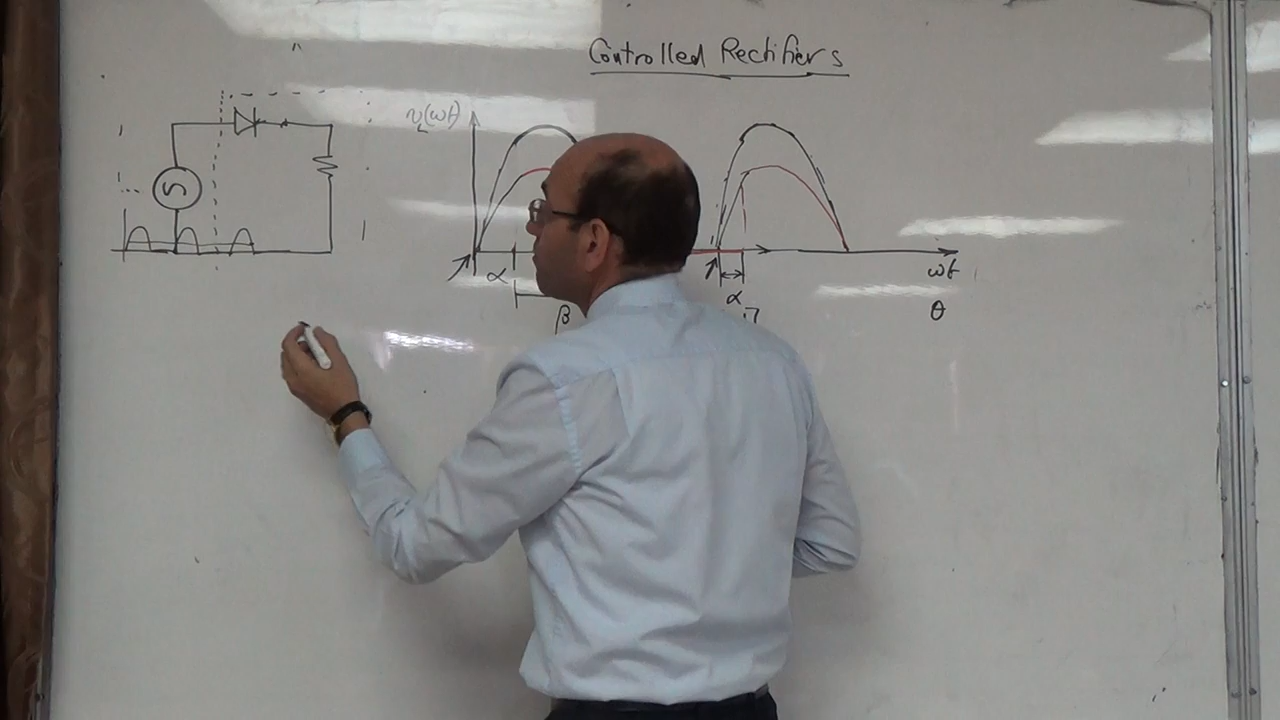 Controlled Rectifiers
v_L(ωt)
α
β
α
π
ωt
θ